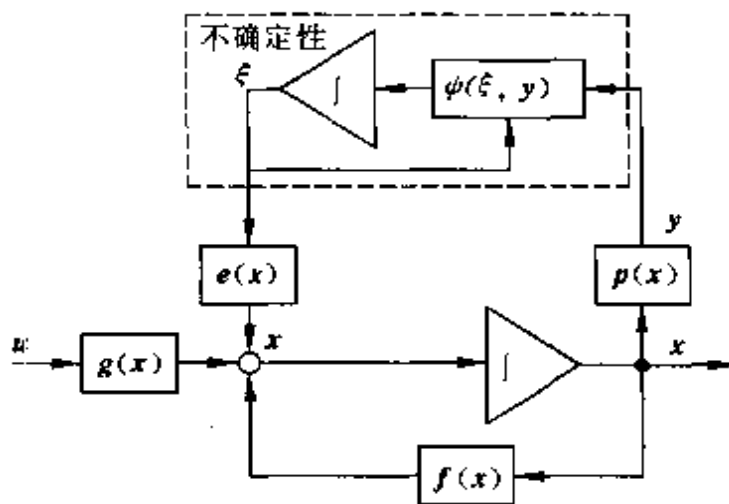 不确定性
ξ
∫
ψ(ξ, y)
y
e(x)
p(x)
u
g(x)
x
∫
x
f(x)